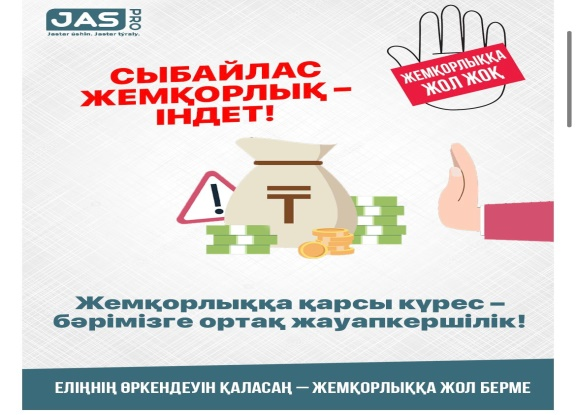 JAS PRO
Jastar úshin. Jastar týraly.
ЖЕМҚОРЛЫҚҚА
ЖОЛ ЖОҚ
СЫБАЙЛАС
ЖЕМҚОРЛЫҚ –
ІНДЕТ!
Жемқорлыққа қарсы күрес –
бәрімізге ортақ жауапкершілік!
ЕЛІҢНІҢ ӨРКЕНДЕУІН ҚАЛАСАҢ — ЖЕМҚОРЛЫҚҚА ЖОЛ БЕРМЕ